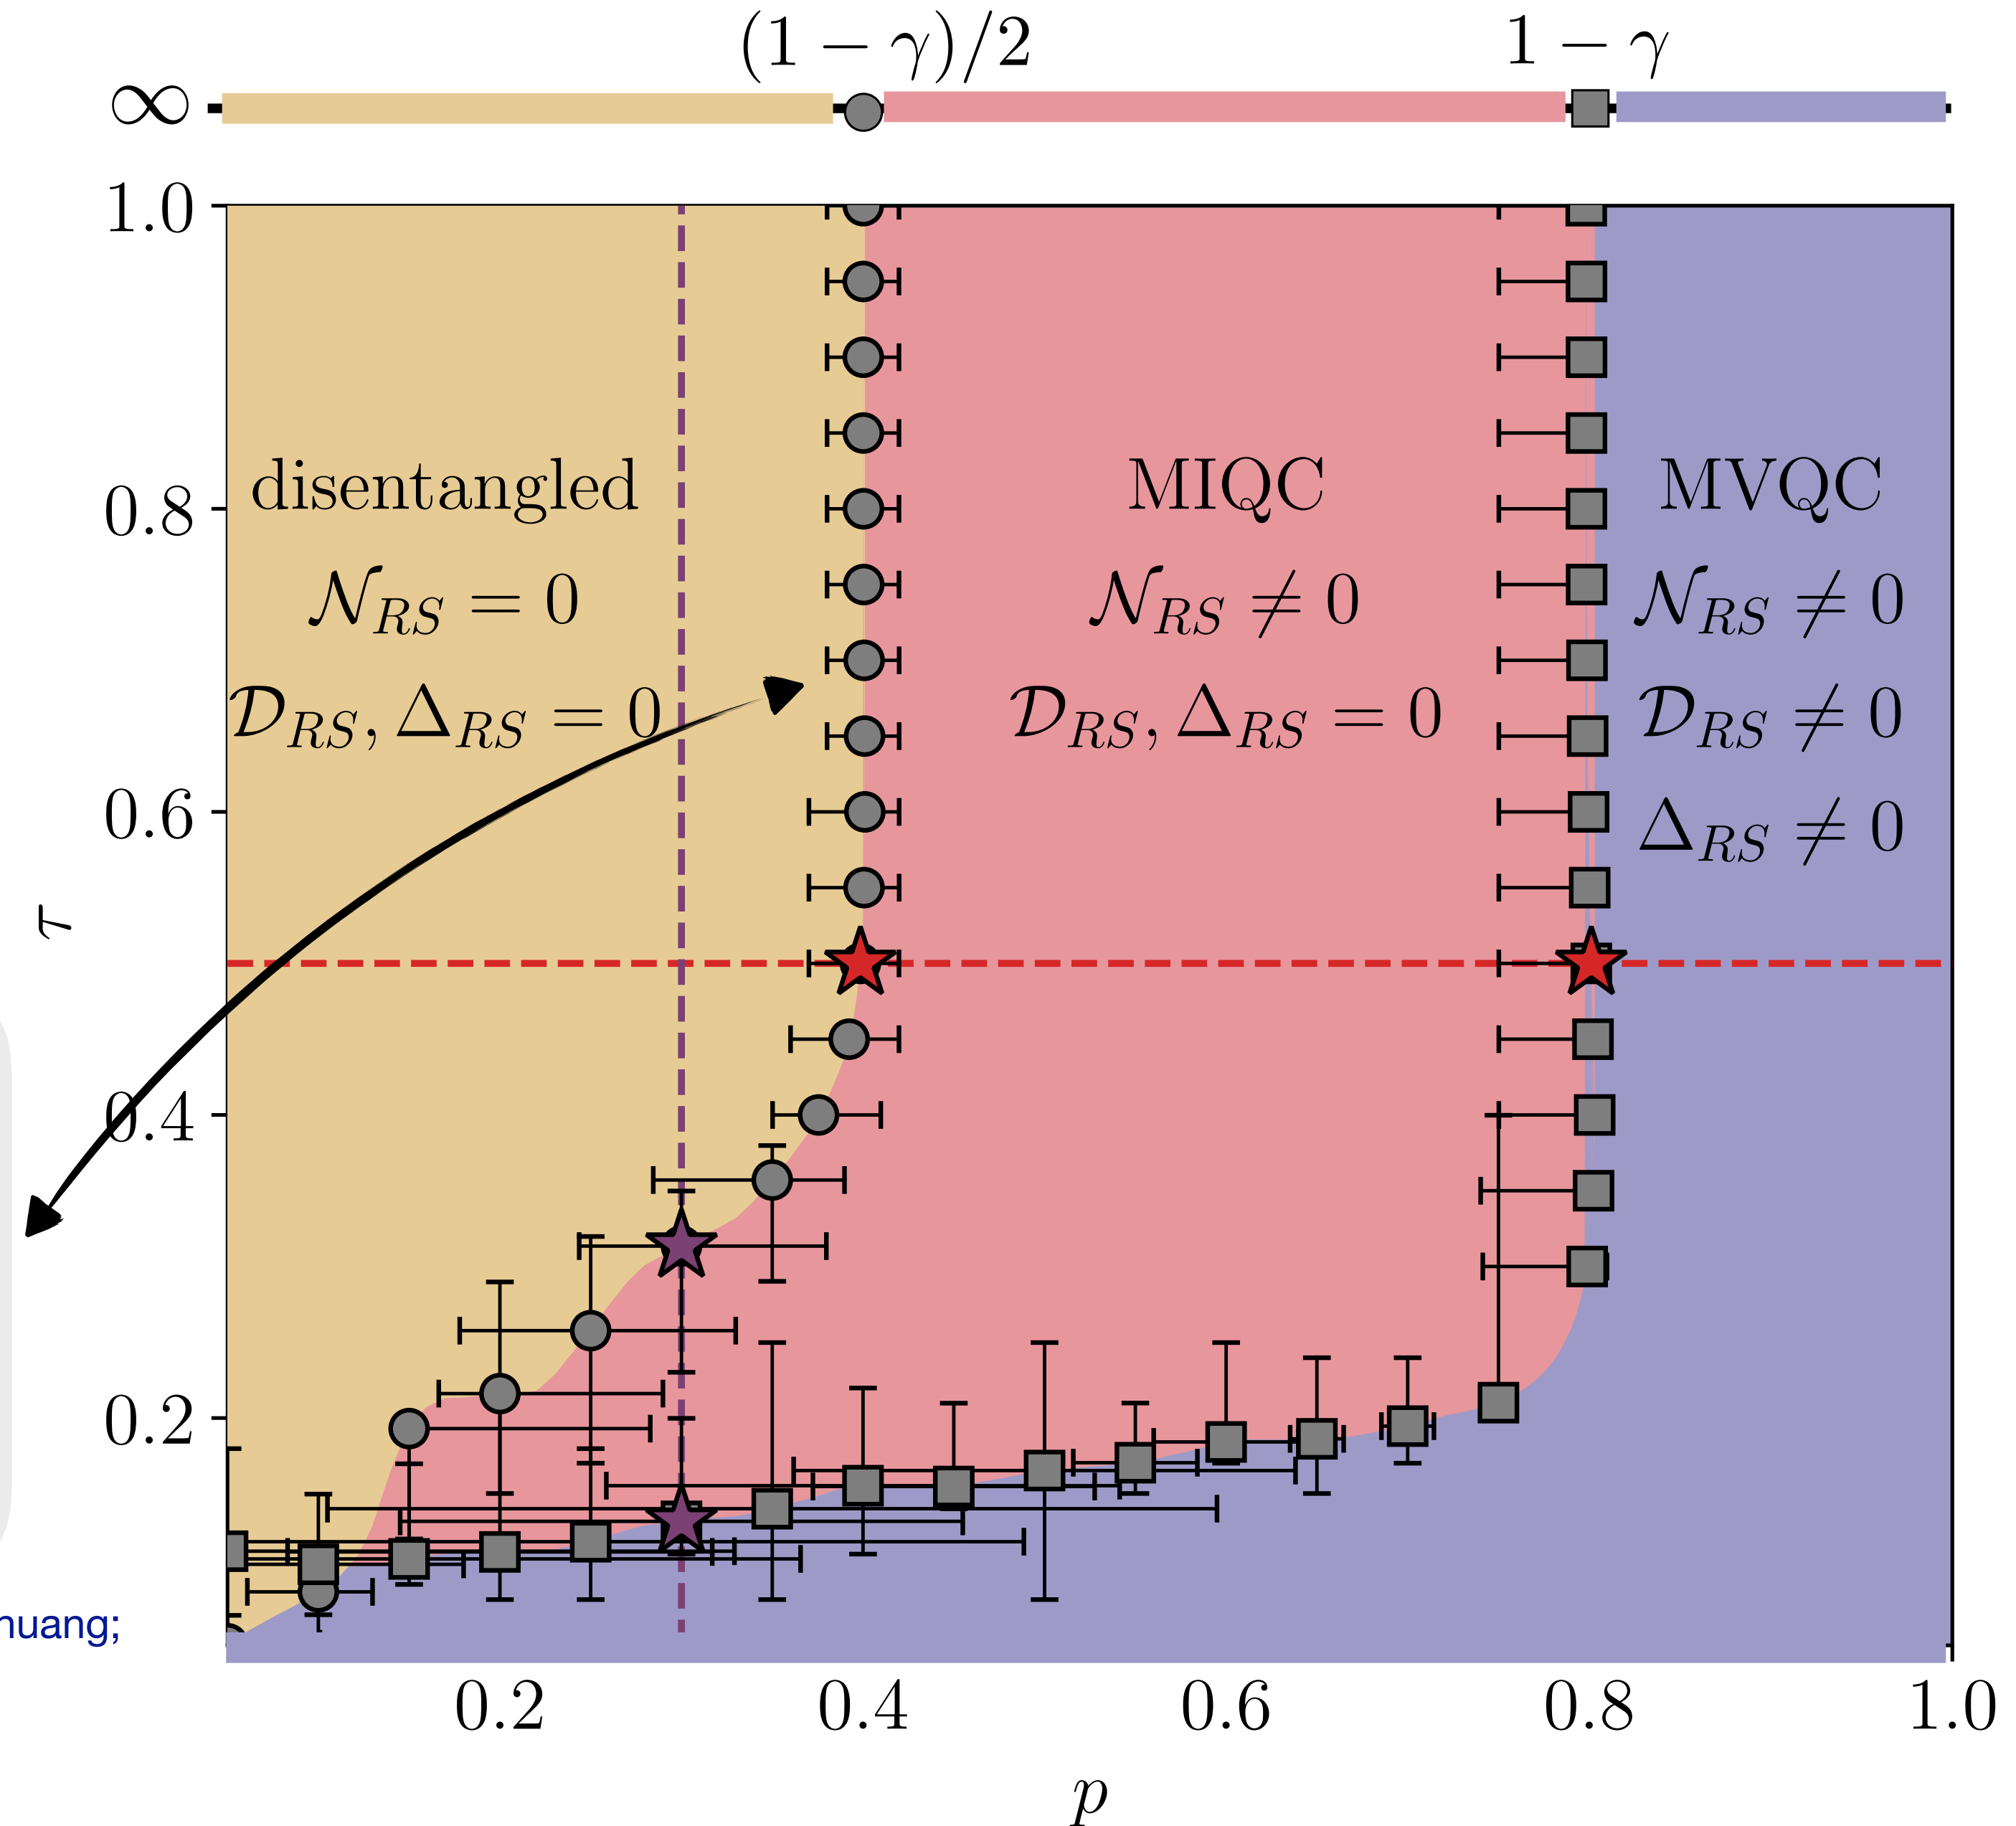 (1 − γ)/2
1 − γ
∞
1.0
0.8
0.6
0.4
0.2
τ
disentangled
𝒩_RS = 0
𝒟_RS, Δ_RS = 0
MIQC
𝒩_RS ≠ 0
𝒟_RS, Δ_RS = 0
MVQC
𝒩_RS ≠ 0
𝒟_RS ≠ 0
Δ_RS ≠ 0
huang;
0.2
0.4
0.6
0.8
1.0
p